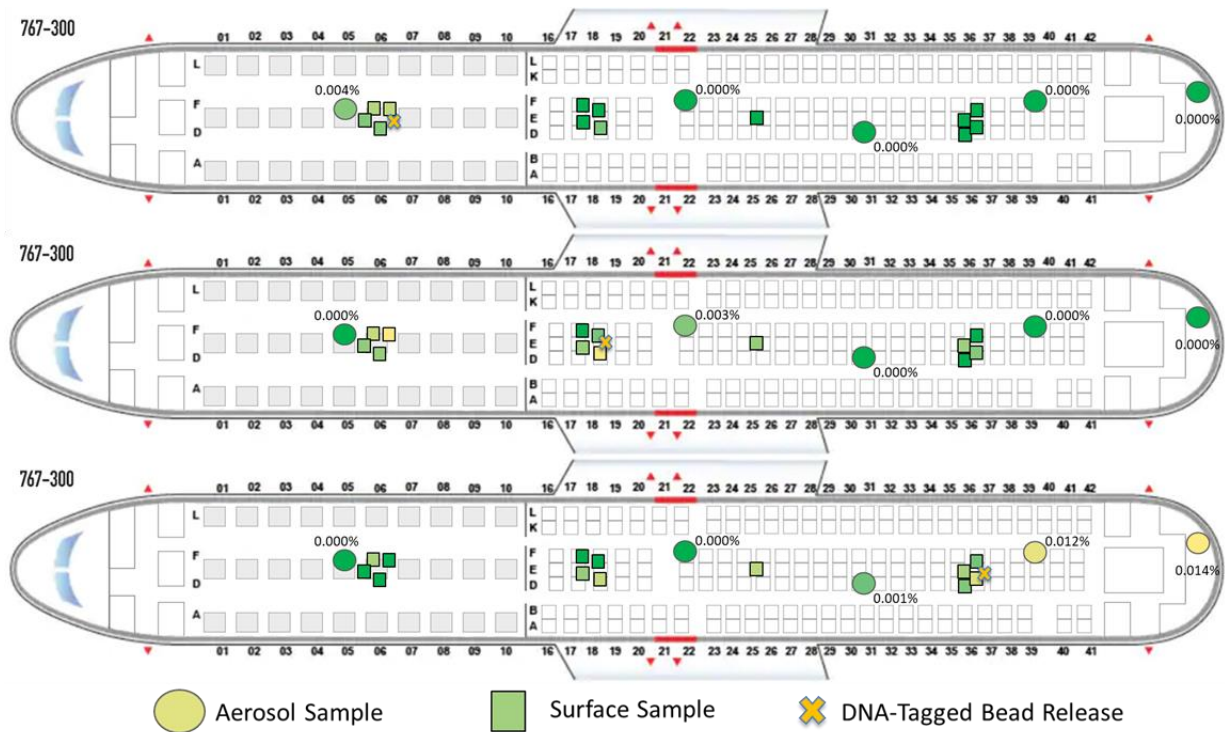 767-300
01 02 03 04 05 06 07 08 09 10 16 17 18 19 20 21 22 23 24 25 26 27 28 29 30 31 32 33 34 35 36 37 38 39 40 41 42
L L
K
0.004% 0.000% 0.000%
F F
E
D D
0.000% 0.000%
A B
A
01 02 03 04 05 06 07 08 09 10 16 17 18 19 20 21 22 23 24 25 26 27 28 29 30 31 32 33 34 35 36 37 38 39 40 41
767-300
01 02 03 04 05 06 07 08 09 10 16 17 18 19 20 21 22 23 24 25 26 27 28 29 30 31 32 33 34 35 36 37 38 39 40 41 42
L L
K
0.000% 0.003% 0.000%
F F
E
D D
0.000% 0.000%
A B
A
01 02 03 04 05 06 07 08 09 10 16 17 18 19 20 21 22 23 24 25 26 27 28 29 30 31 32 33 34 35 36 37 38 39 40 41
767-300
01 02 03 04 05 06 07 08 09 10 16 17 18 19 20 21 22 23 24 25 26 27 28 29 30 31 32 33 34 35 36 37 38 39 40 41 42
L L
K
0.000% 0.000% 0.012%
F F
E
D D
0.001% 0.014%
A B
A
01 02 03 04 05 06 07 08 09 10 16 17 18 19 20 21 22 23 24 25 26 27 28 29 30 31 32 33 34 35 36 37 38 39 40 41
Aerosol Sample Surface Sample DNA-Tagged Bead Release